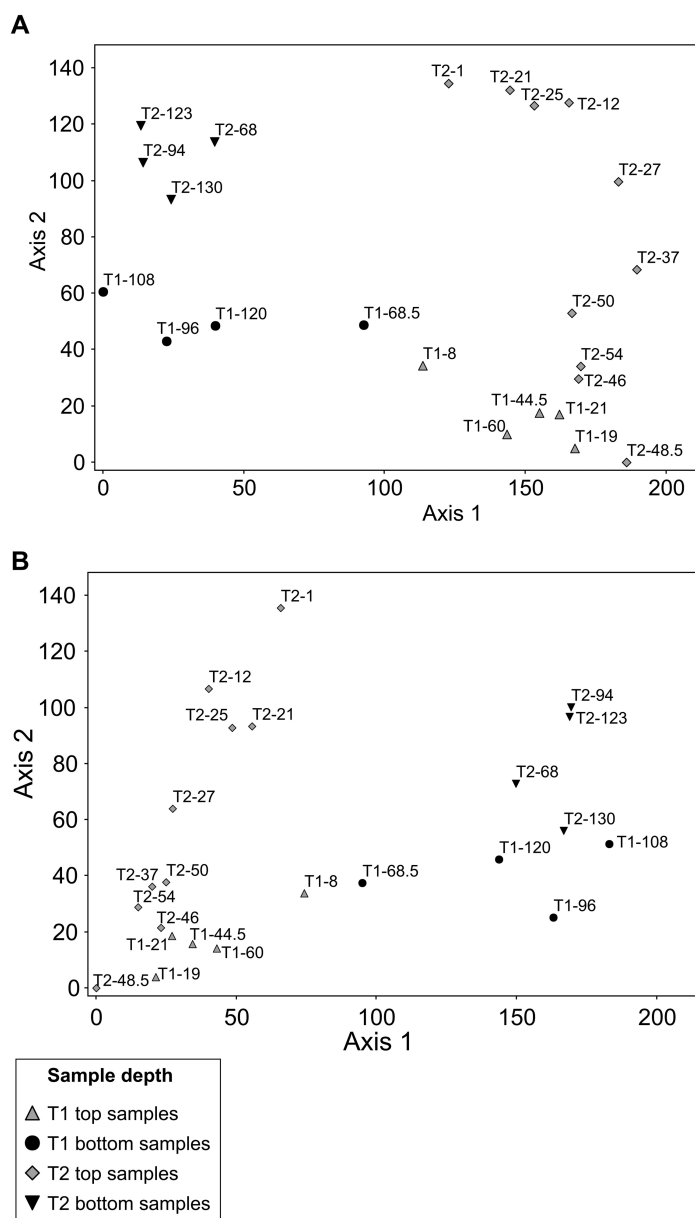 A
140
120
100
80
60
40
20
0
Axis 2
T2-1
T2-21
T2-25
T2-12
T2-123
T2-68
T2-94
T2-130
T2-27
T2-37
T1-108
T1-96
T1-120
T1-68.5
T2-50
T1-8
T2-54
T2-46
T1-44.5
T1-21
T1-60
T1-19
T2-48.5
0 50 100 150 200
Axis 1
B
140
120
100
80
60
40
20
0
Axis 2
T2-1
T2-12
T2-25
T2-21
T2-94
T2-123
T2-27
T2-68
T2-130
T1-120
T1-108
T2-37
T2-50
T1-8
T1-68.5
T2-54
T1-96
T2-46
T1-21
T1-44.5
T1-60
T2-48.5
T1-19
0 50 100 150 200
Axis 1
Sample depth
T1 top samples
T1 bottom samples
T2 top samples
T2 bottom samples